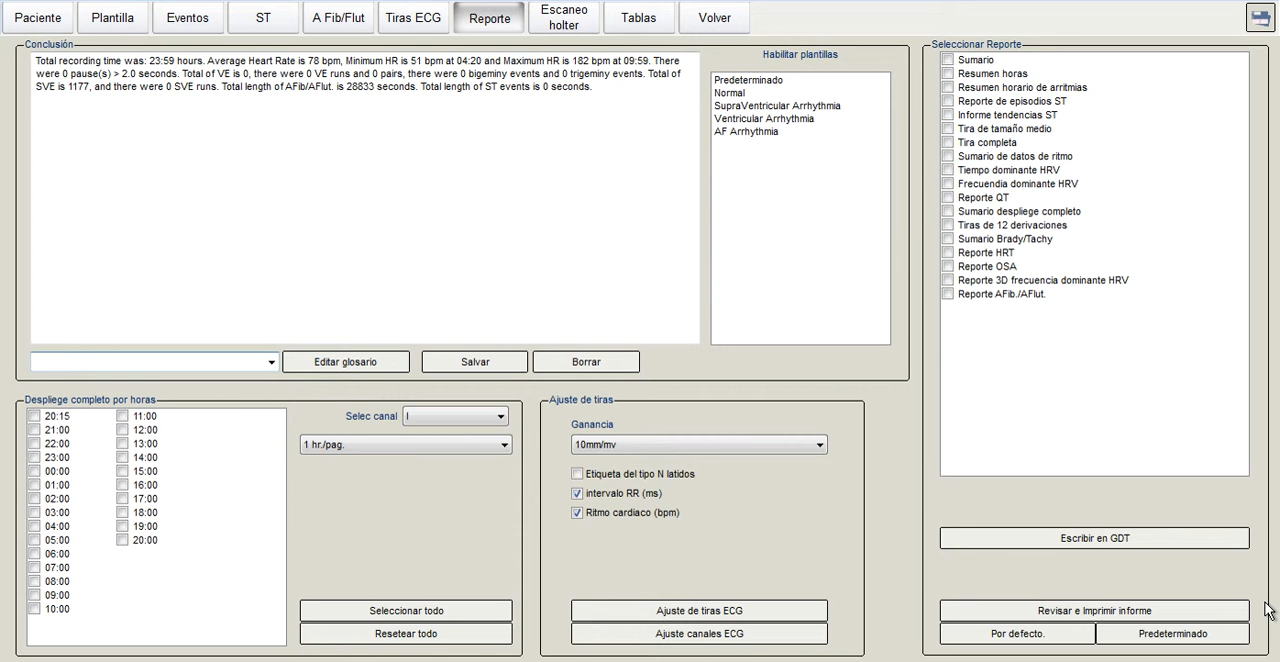 Paciente
Plantilla
Eventos
ST
A Fib/Flut
Tiras ECG
Reporte
Escaneo
holter
Tablas
Volver
Conclusión
Total recording time was: 23:59 hours. Average Heart Rate is 78 bpm, Minimum HR is 51 bpm at 04:20 and Maximum HR is 182 bpm at 09:59. There
were 0 pause(s) > 2.0 seconds. Total of VE is 0, there were 0 VE runs and 0 pairs, there were 0 bigeminy events and 0 trigeminy events. Total of
SVE is 1177, and there were 0 SVE runs. Total length of AFib/AFlut. is 28833 seconds. Total length of ST events is 0 seconds.
Habilitar plantillas
Predeterminado
Normal
SupraVentricular Arrhythmia
Ventricular Arrhythmia
AF Arrhythmia
Editar glosario
Salvar
Borrar
Seleccionar Reporte
Sumario
Resumen horas
Resumen horario de arritmias
Reporte de episodios ST
Informe tendencias ST
Tira de tamaño medio
Tira completa
Sumario de datos de ritmo
Tiempo dominante HRV
Frecuendia dominante HRV
Reporte QT
Sumario despliege completo
Tiras de 12 derivaciones
Sumario Brady/Tachy
Reporte HRT
Reporte OSA
Reporte 3D frecuencia dominante HRV
Reporte AFib./AFlut.
Escribir en GDT
Revisar e Imprimir informe
Por defecto.
Predeterminado
Despliege completo por horas
20:15
21:00
22:00
23:00
00:00
01:00
02:00
03:00
04:00
05:00
06:00
07:00
08:00
09:00
10:00
11:00
12:00
13:00
14:00
15:00
16:00
17:00
18:00
19:00
20:00
Selec canal
I
1 hr./pag.
Seleccionar todo
Resetear todo
Ajuste de tiras
Ganancia
10mm/mv
Etiqueta del tipo N latidos
intervalo RR (ms)
Ritmo cardiaco (bpm)
Ajuste de tiras ECG
Ajuste canales ECG